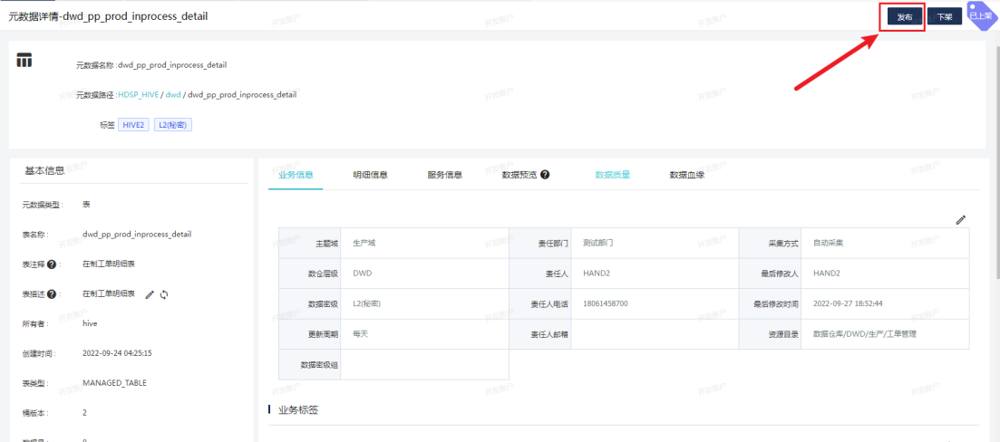 元数据详情-dwd_pp_prod_inprocess_detail
发布
下架
已上架
元数据名称 :dwd_pp_prod_inprocess_detail
元数据路径 :HDSP_HIVE / dwd / dwd_pp_prod_inprocess_detail
标签 HIVE2 L2(秘密)
基本信息
元数据类型 : 表
表名称 : dwd_pp_prod_inprocess_detail
表注释 ? : 在制工单明细表
表描述 ? : 在制工单明细表
所有者 : hive
创建时间 : 2022-09-24 04:25:15
表类型 : MANAGED_TABLE
桶版本 : 2
业务信息 明细信息 服务信息 数据预览 ? 数据质量 数据血缘
主题域 生产域 责任部门 测试部门 采集方式 自动采集
数仓层级 DWD 责任人 HAND2 最后修改人 HAND2
数据密级 L2(秘密) 责任人电话 18061458700 最后修改时间 2022-09-27 18:52:44
更新周期 每天 责任人邮箱 资源目录 数据仓库/DWD/生产/工单管理
数据密级组
业务标签
开发账户